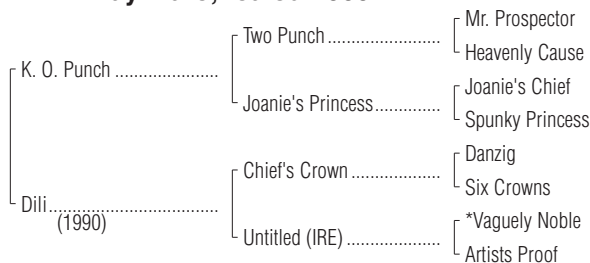 Mr. Prospector
Two Punch
Heavenly Cause
K. O. Punch
Joanie's Chief
Joanie's Princess
Spunky Princess
Danzig
Chief's Crown
Six Crowns
Dili
(1990)
*Vaguely Noble
Untitled (IRE)
Artists Proof